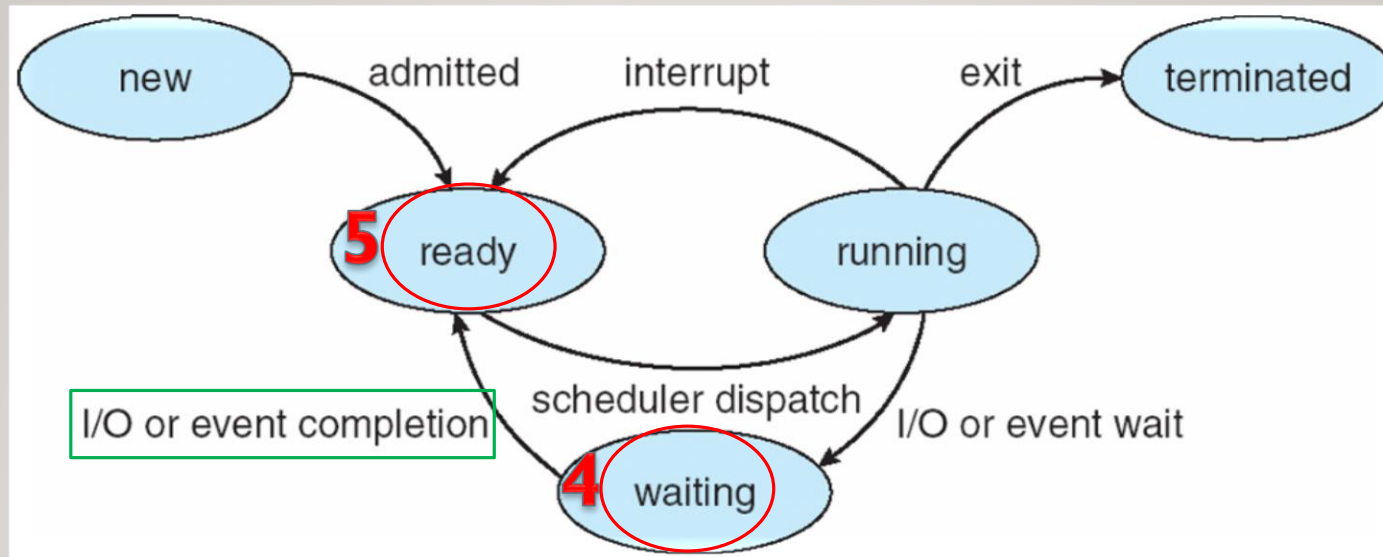 admitted
interrupt
exit
new
terminated
5
ready
running
scheduler dispatch
I/O or event completion
I/O or event wait
4
waiting